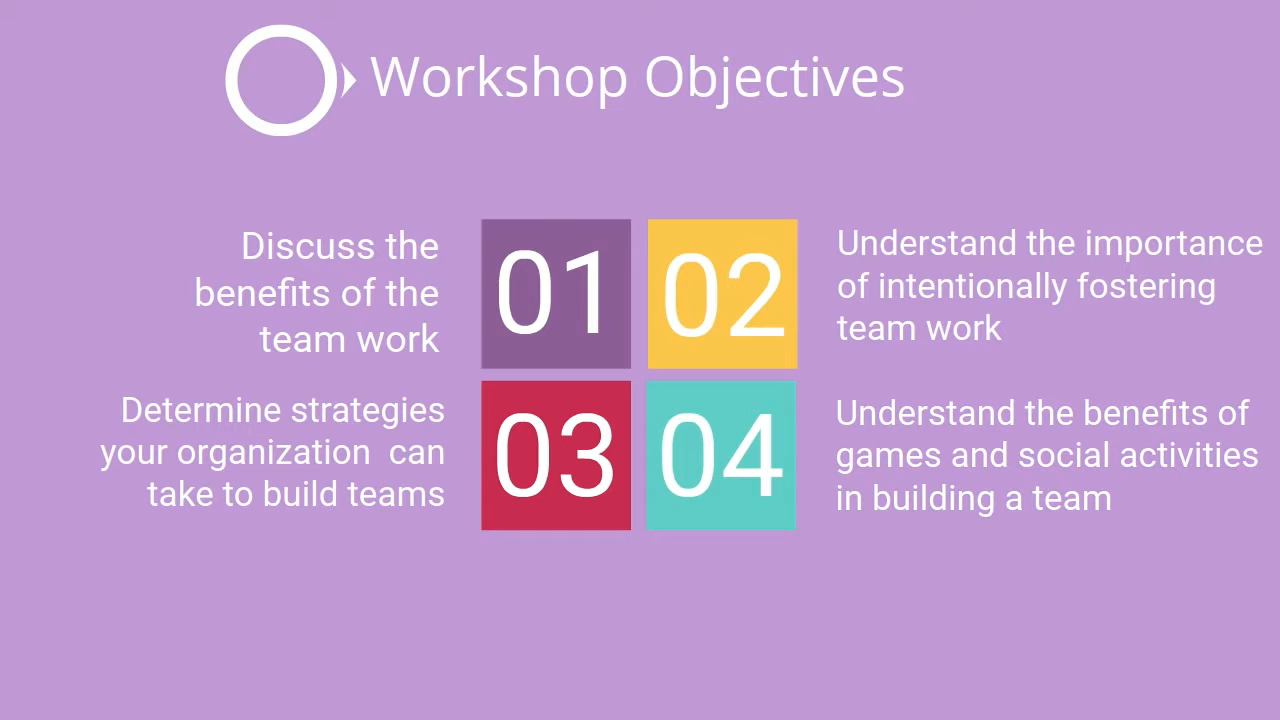 Workshop Objectives
Discuss the
benefits of the
team work
01
02
Understand the importance
of intentionally fostering
team work
Determine strategies
your organization  can
take to build teams
03
04
Understand the benefits of
games and social activities
in building a team